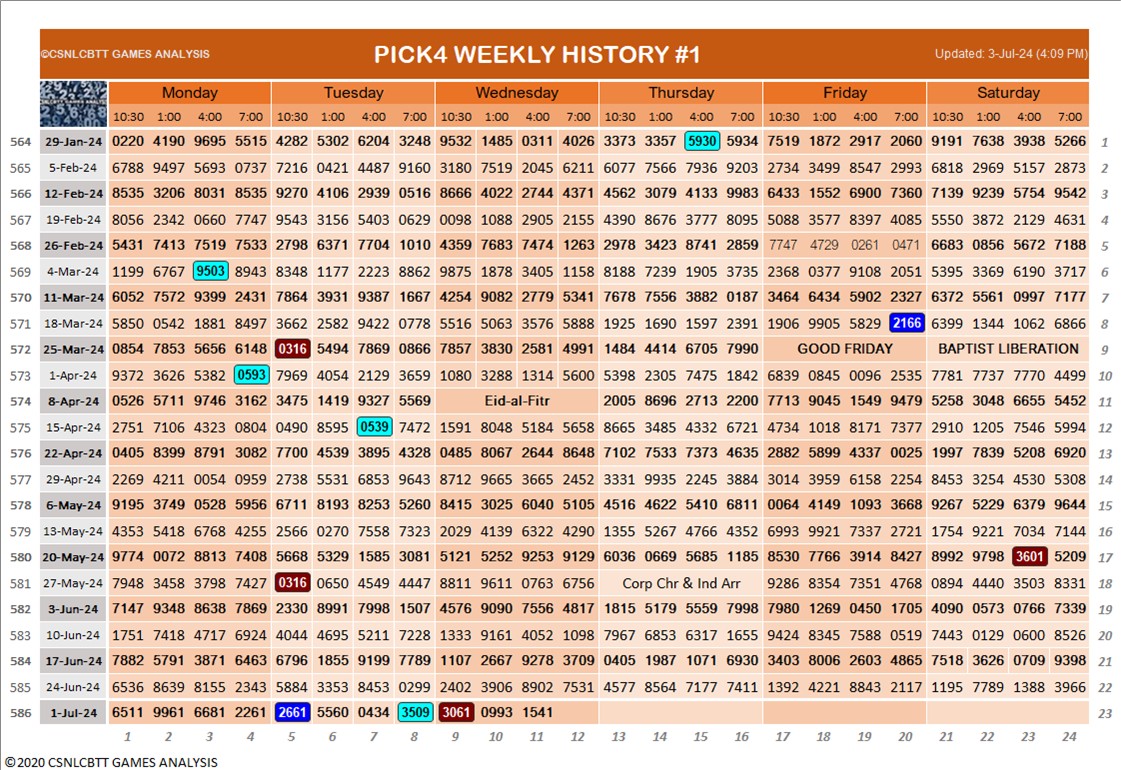 ©CSNLCBTT GAMES ANALYSIS PICK4 WEEKLY HISTORY #1 Updated: 3-Jul-24 (4:09 PM)
Monday Tuesday Wednesday Thursday Friday Saturday
10:30 1:00 4:00 7:00 10:30 1:00 4:00 7:00 10:30 1:00 4:00 7:00 10:30 1:00 4:00 7:00 10:30 1:00 4:00 7:00 10:30 1:00 4:00 7:00
564 29-Jan-24 0220 4190 9695 5515 4282 5302 6204 3248 9532 1485 0311 4026 3373 3357 5930 5934 7519 1872 2917 2060 9191 7638 3938 5266 1
565 5-Feb-24 6788 9497 5693 0737 7216 0421 4487 9160 3180 7519 2045 6211 6077 7566 7936 9203 2734 3499 8547 2993 6818 2969 5157 2873 2
566 12-Feb-24 8535 3206 8031 8535 9270 4106 2939 0516 8666 4022 2744 4371 4562 3079 4133 9983 6433 1552 6900 7360 7139 9239 5754 9542 3
567 19-Feb-24 8056 2342 0660 7747 9543 3156 5403 0629 0098 1088 2905 2155 4390 8676 3777 8095 5088 3577 8397 4085 5550 3872 2129 4631 4
568 26-Feb-24 5431 7413 7519 7533 2798 6371 7704 1010 4359 7683 7474 1263 2978 3423 8741 2859 7747 4729 0261 0471 6683 0856 5672 7188 5
569 4-Mar-24 1199 6767 9503 8943 8348 1177 2223 8862 9875 1878 3405 1158 8188 7239 1905 3735 2368 0377 9108 2051 5395 3369 6190 3717 6
570 11-Mar-24 6052 7572 9399 2431 7864 3931 9387 1667 4254 9082 2779 5341 7678 7556 3882 0187 3464 6434 5902 2327 6372 5561 0997 7177 7
571 18-Mar-24 5850 0542 1881 8497 3662 2582 9422 0778 5516 5063 3576 5888 1925 1690 1597 2391 1906 9905 5829 2166 6399 1344 1062 6866 8
572 25-Mar-24 0854 7853 5656 6148 0316 5494 7869 0866 7857 3830 2581 4991 1484 4414 6705 7990 GOOD FRIDAY BAPTIST LIBERATION 9
573 1-Apr-24 9372 3626 5382 0593 7969 4054 2129 3659 1080 3288 1314 5600 5398 2305 7475 1842 6839 0845 0096 2535 7781 7737 7770 4499 10
574 8-Apr-24 0526 5711 9746 3162 3475 1419 9327 5569 Eid-al-Fitr 2005 8696 2713 2200 7713 9045 1549 9479 5258 3048 6655 5452 11
575 15-Apr-24 2751 7106 4323 0804 0490 8595 0539 7472 1591 8048 5184 5658 8665 3485 4332 6721 4734 1018 8171 7377 2910 1205 7546 5994 12
576 22-Apr-24 0405 8399 8791 3082 7700 4539 3895 4328 0485 8067 2644 8648 7102 7533 7373 4635 2882 5899 4337 0025 1997 7839 5208 6920 13
577 29-Apr-24 2269 4211 0054 0959 2738 5531 6853 9643 8712 9665 3665 2452 3331 9935 2245 3884 3014 3959 6158 2254 8453 3254 4530 5308 14
578 6-May-24 9195 3749 0528 5956 6711 8193 8253 5260 8415 3025 6040 5105 4516 4622 5410 6811 0064 4149 1093 3668 9267 5229 6379 9644 15
579 13-May-24 4353 5418 6768 4255 2566 0270 7558 7323 2029 4139 6322 4290 1355 5267 4766 4352 6993 9921 7337 2721 1754 9221 7034 7144 16
580 20-May-24 9774 0072 8813 7408 5668 5329 1585 3081 5121 5252 9253 9129 6036 0669 5685 1185 8530 7766 3914 8427 8992 9798 3601 5209 17
581 27-May-24 7948 3458 3798 7427 0316 0650 4549 4447 8811 9611 0763 6756 Corp Chr & Ind Arr 9286 8354 7351 4768 0894 4440 3503 8331 18
582 3-Jun-24 7147 9348 8638 7869 2330 8991 7998 1507 4576 9090 7556 4817 1815 5179 5559 7998 7980 1269 0450 1705 4090 0573 0766 7339 19
583 10-Jun-24 1751 7418 4717 6924 4044 4695 5211 7228 1333 9161 4052 1098 7967 6853 6317 1655 9424 8345 7588 0519 7443 0129 0600 8526 20
584 17-Jun-24 7882 5791 3871 6463 6796 1855 9199 7789 1107 2667 9278 3709 0405 1987 1071 6930 3403 8006 2603 4865 7518 3626 0709 9398 21
585 24-Jun-24 6536 8639 8155 2343 5884 3353 8453 0299 2402 3906 8902 7531 4577 8564 7177 7411 1392 4221 8843 2117 1195 7789 1388 3966 22
586 1-Jul-24 6511 9961 6681 2261 2661 5560 0434 3509 3061 0993 1541 23
1 2 3 4 5 6 7 8 9 10 11 12 13 14 15 16 17 18 19 20 21 22 23 24
©2020 CSNLCBTT GAMES ANALYSIS